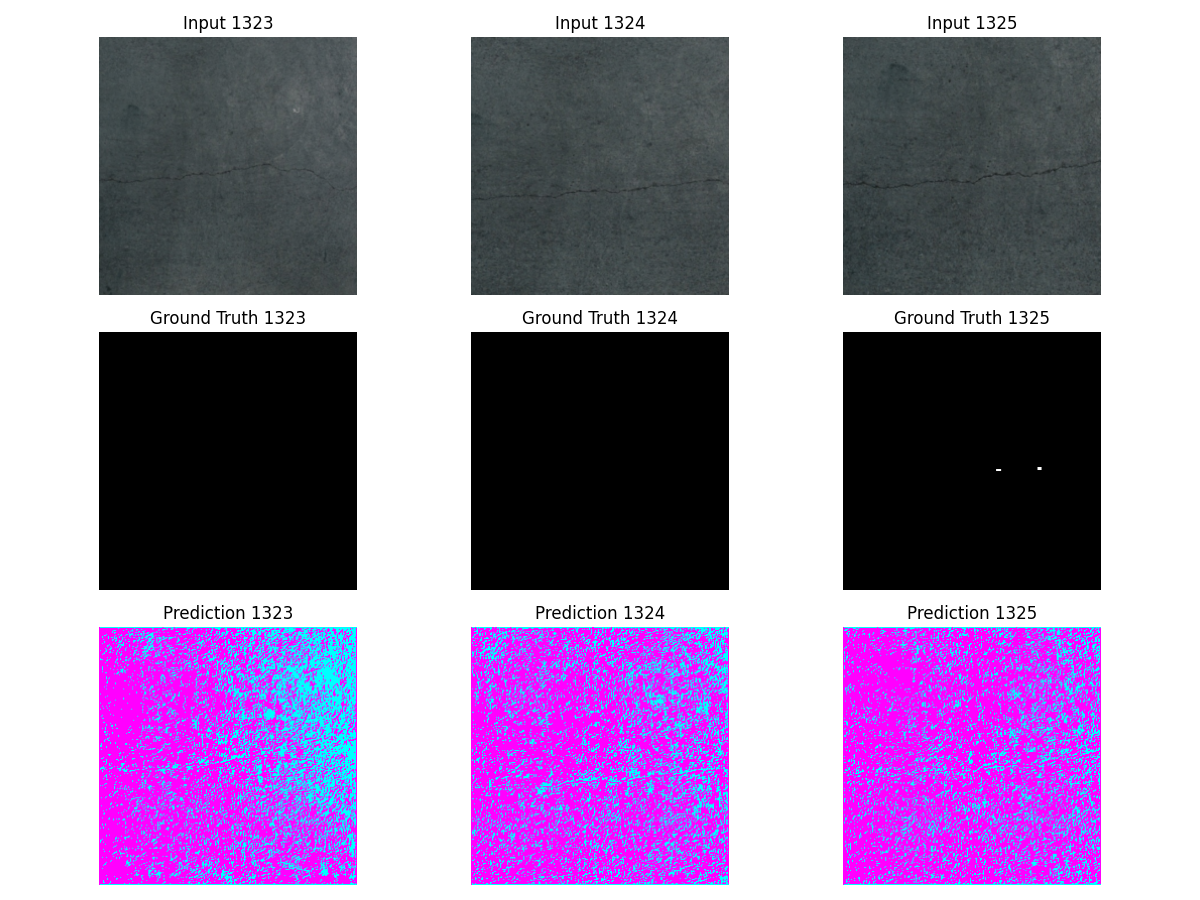 Input 1323
Input 1324
Input 1325
Ground Truth 1323
Ground Truth 1324
Ground Truth 1325
Prediction 1323
Prediction 1324
Prediction 1325